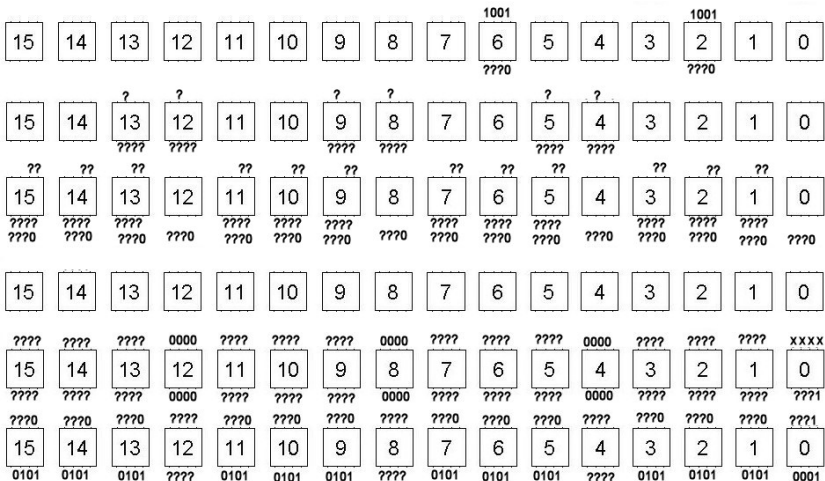 1001 1001
15 14 13 12 11 10 9 8 7 6 5 4 3 2 1 0
???0 ???0
? ? ? ? ? ?
15 14 13 12 11 10 9 8 7 6 5 4 3 2 1 0
???? ???? ???? ???? ???? ????
?? ?? ?? ?? ?? ?? ?? ?? ?? ?? ?? ??
15 14 13 12 11 10 9 8 7 6 5 4 3 2 1 0
???? ???? ???? ???? ???? ???? ???? ???? ???? ???? ???? ????
???0 ???0 ???0 ???0 ???0 ???0 ???0 ???0 ???0 ???0 ???0 ???0 ???0 ???0 ???0 ???0
15 14 13 12 11 10 9 8 7 6 5 4 3 2 1 0
???? ???? ???? 0000 ???? ???? ???? 0000 ???? ???? ???? 0000 ???? ???? ???? XXXX
15 14 13 12 11 10 9 8 7 6 5 4 3 2 1 0
???? ???? ???? 0000 ???? ???? ???? 0000 ???? ???? ???? 0000 ???? ???? ???? ???1
???0 ???0 ???0 ???? ???0 ???0 ???0 ???? ???0 ???0 ???0 ???? ???0 ???0 ???0 ???1
15 14 13 12 11 10 9 8 7 6 5 4 3 2 1 0
0101 0101 0101 ???? 0101 0101 0101 ???? 0101 0101 0101 ???? 0101 0101 0101 0001